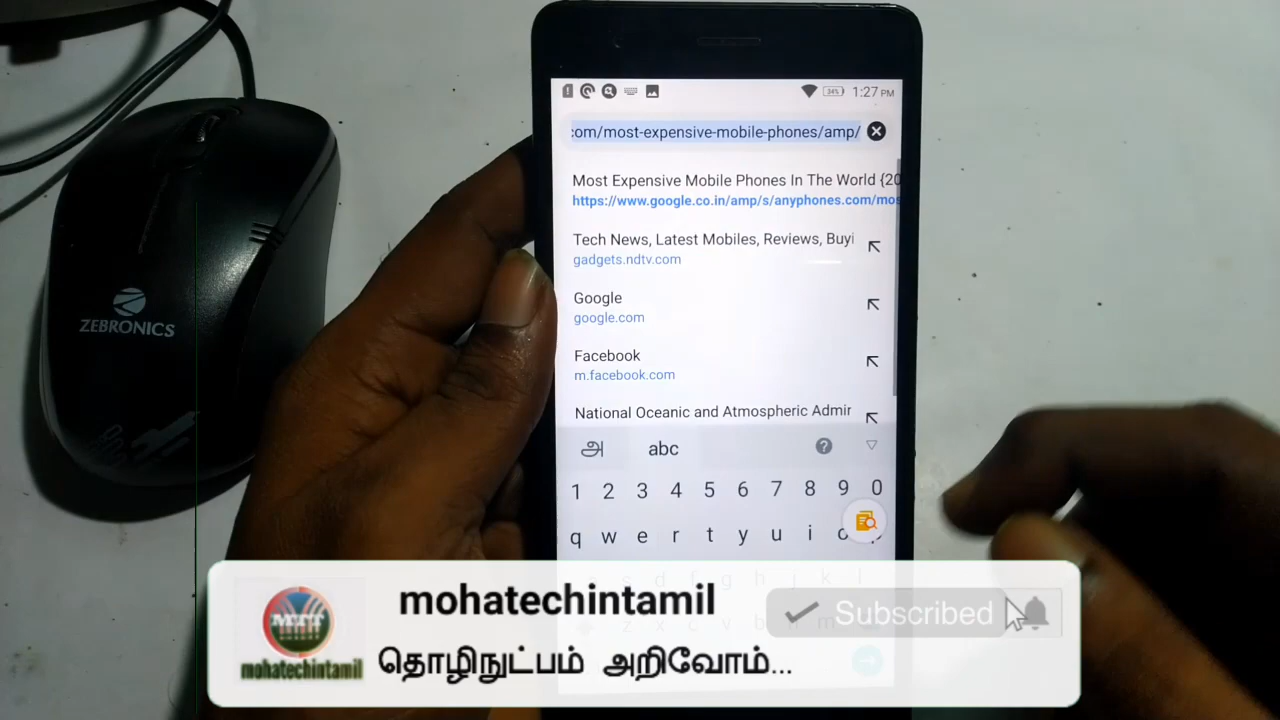 34%
1:27 PM
:om/most-expensive-mobile-phones/amp/
Most Expensive Mobile Phones In The World {20
https://www.google.co.in/amp/s/anyphones.com/mos
Tech News, Latest Mobiles, Reviews, Buyi
gadgets.ndtv.com
Google
google.com
Facebook
m.facebook.com
National Oceanic and Atmospheric Admir
அ abc ?
1 2 3 4 5 6 7 8 9 0
q w e r t y u i
s d f g h j k l
z x c v b n m
ZEBRONICS
mohatechintamil
Subscribed
MTT
mohatechintamil
தொழிநுட்பம் அறிவோம்...